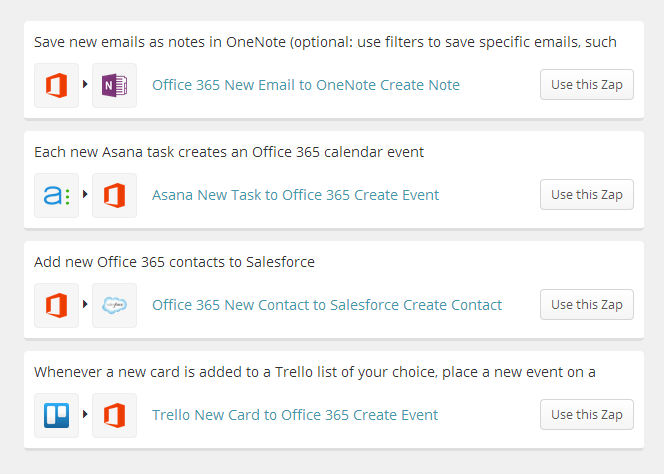 Save new emails as notes in OneNote (optional: use filters to save specific emails, such
Office 365 New Email to OneNote Create Note
Use this Zap
Each new Asana task creates an Office 365 calendar event
Asana New Task to Office 365 Create Event
Use this Zap
Add new Office 365 contacts to Salesforce
Office 365 New Contact to Salesforce Create Contact
Use this Zap
Whenever a new card is added to a Trello list of your choice, place a new event on a
Trello New Card to Office 365 Create Event
Use this Zap